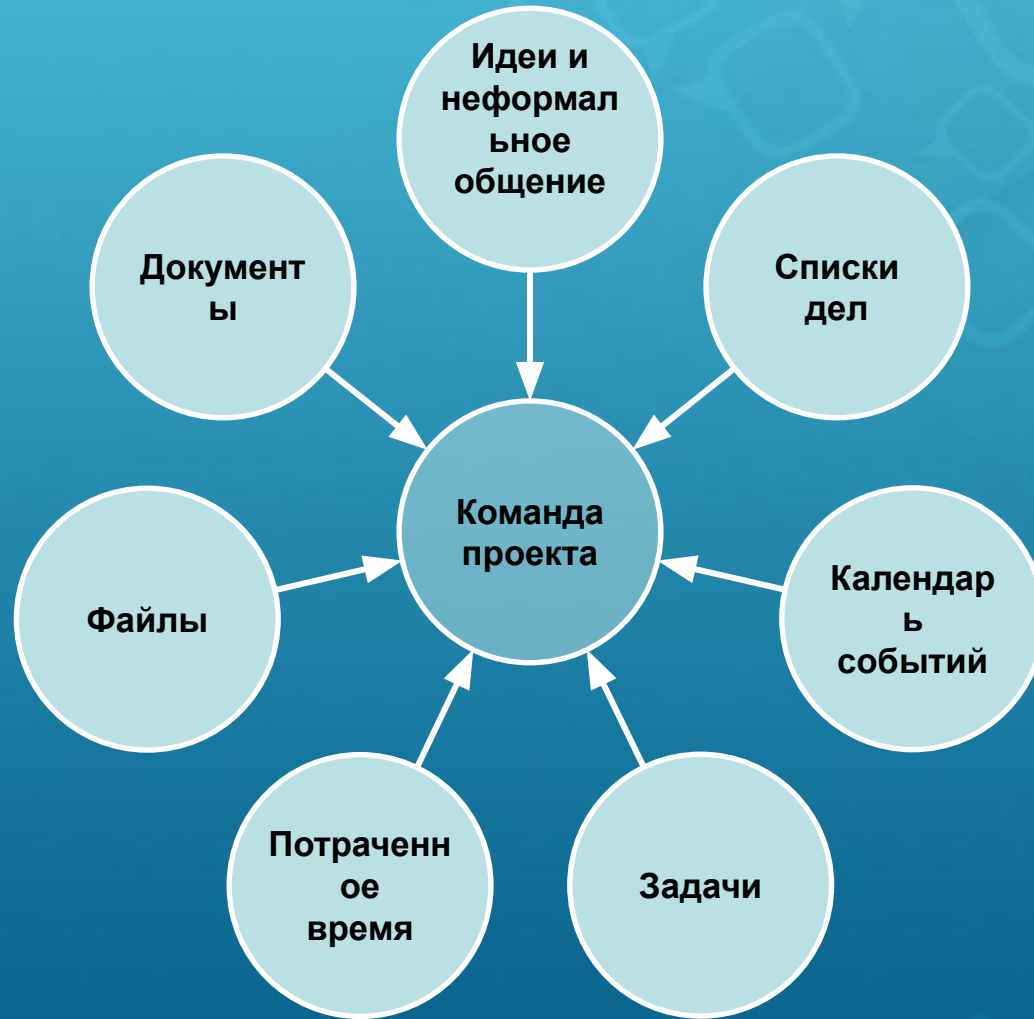 Идеи и
неформал
ьное
общение
Документ
ы
Списки
дел
Команда
проекта
Файлы
Календар
ь
событий
Потраченн
ое
время
Задачи